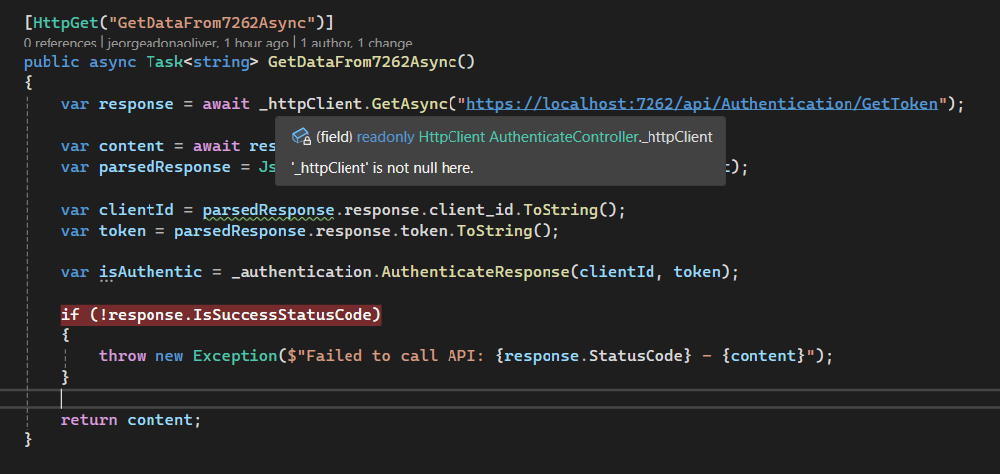 [HttpGet("GetDataFrom7262Async")]
0 references | jeorgeadonaoliver, 1 hour ago | 1 author, 1 change
public async Task<string> GetDataFrom7262Async()
{
var response = await _httpClient.GetAsync("https://localhost:7262/api/Authentication/GetToken");
(field) readonly HttpClient AuthenticateController._httpClient
'_httpClient' is not null here.
var content = await res
var parsedResponse = Js t);
var clientId = parsedResponse.response.client_id.ToString();
var token = parsedResponse.response.token.ToString();
var isAuthentic = _authentication.AuthenticateResponse(clientId, token);
if (!response.IsSuccessStatusCode)
{
throw new Exception($"Failed to call API: {response.StatusCode} - {content}");
}
return content;
}